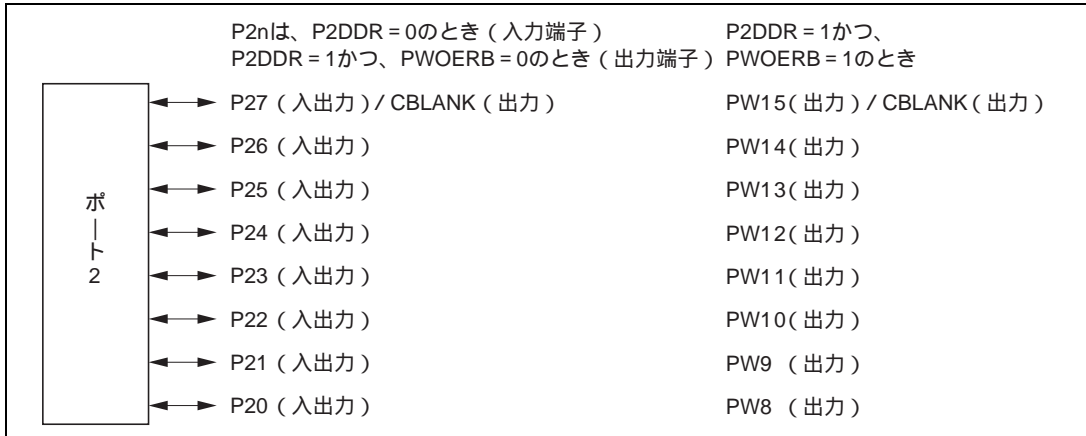 P2nは、P2DDR = 0のとき（入力端子） P2DDR = 1かつ、
P2DDR = 1かつ、PWOERB = 0のとき（出力端子） PWOERB = 1のとき
P27（入出力）/ CBLANK（出力） PW15（出力）/ CBLANK（出力）
P26（入出力） PW14（出力）
P25（入出力） PW13（出力）
ポート2
P24（入出力） PW12（出力）
P23（入出力） PW11（出力）
P22（入出力） PW10（出力）
P21（入出力） PW9 （出力）
P20（入出力） PW8 （出力）